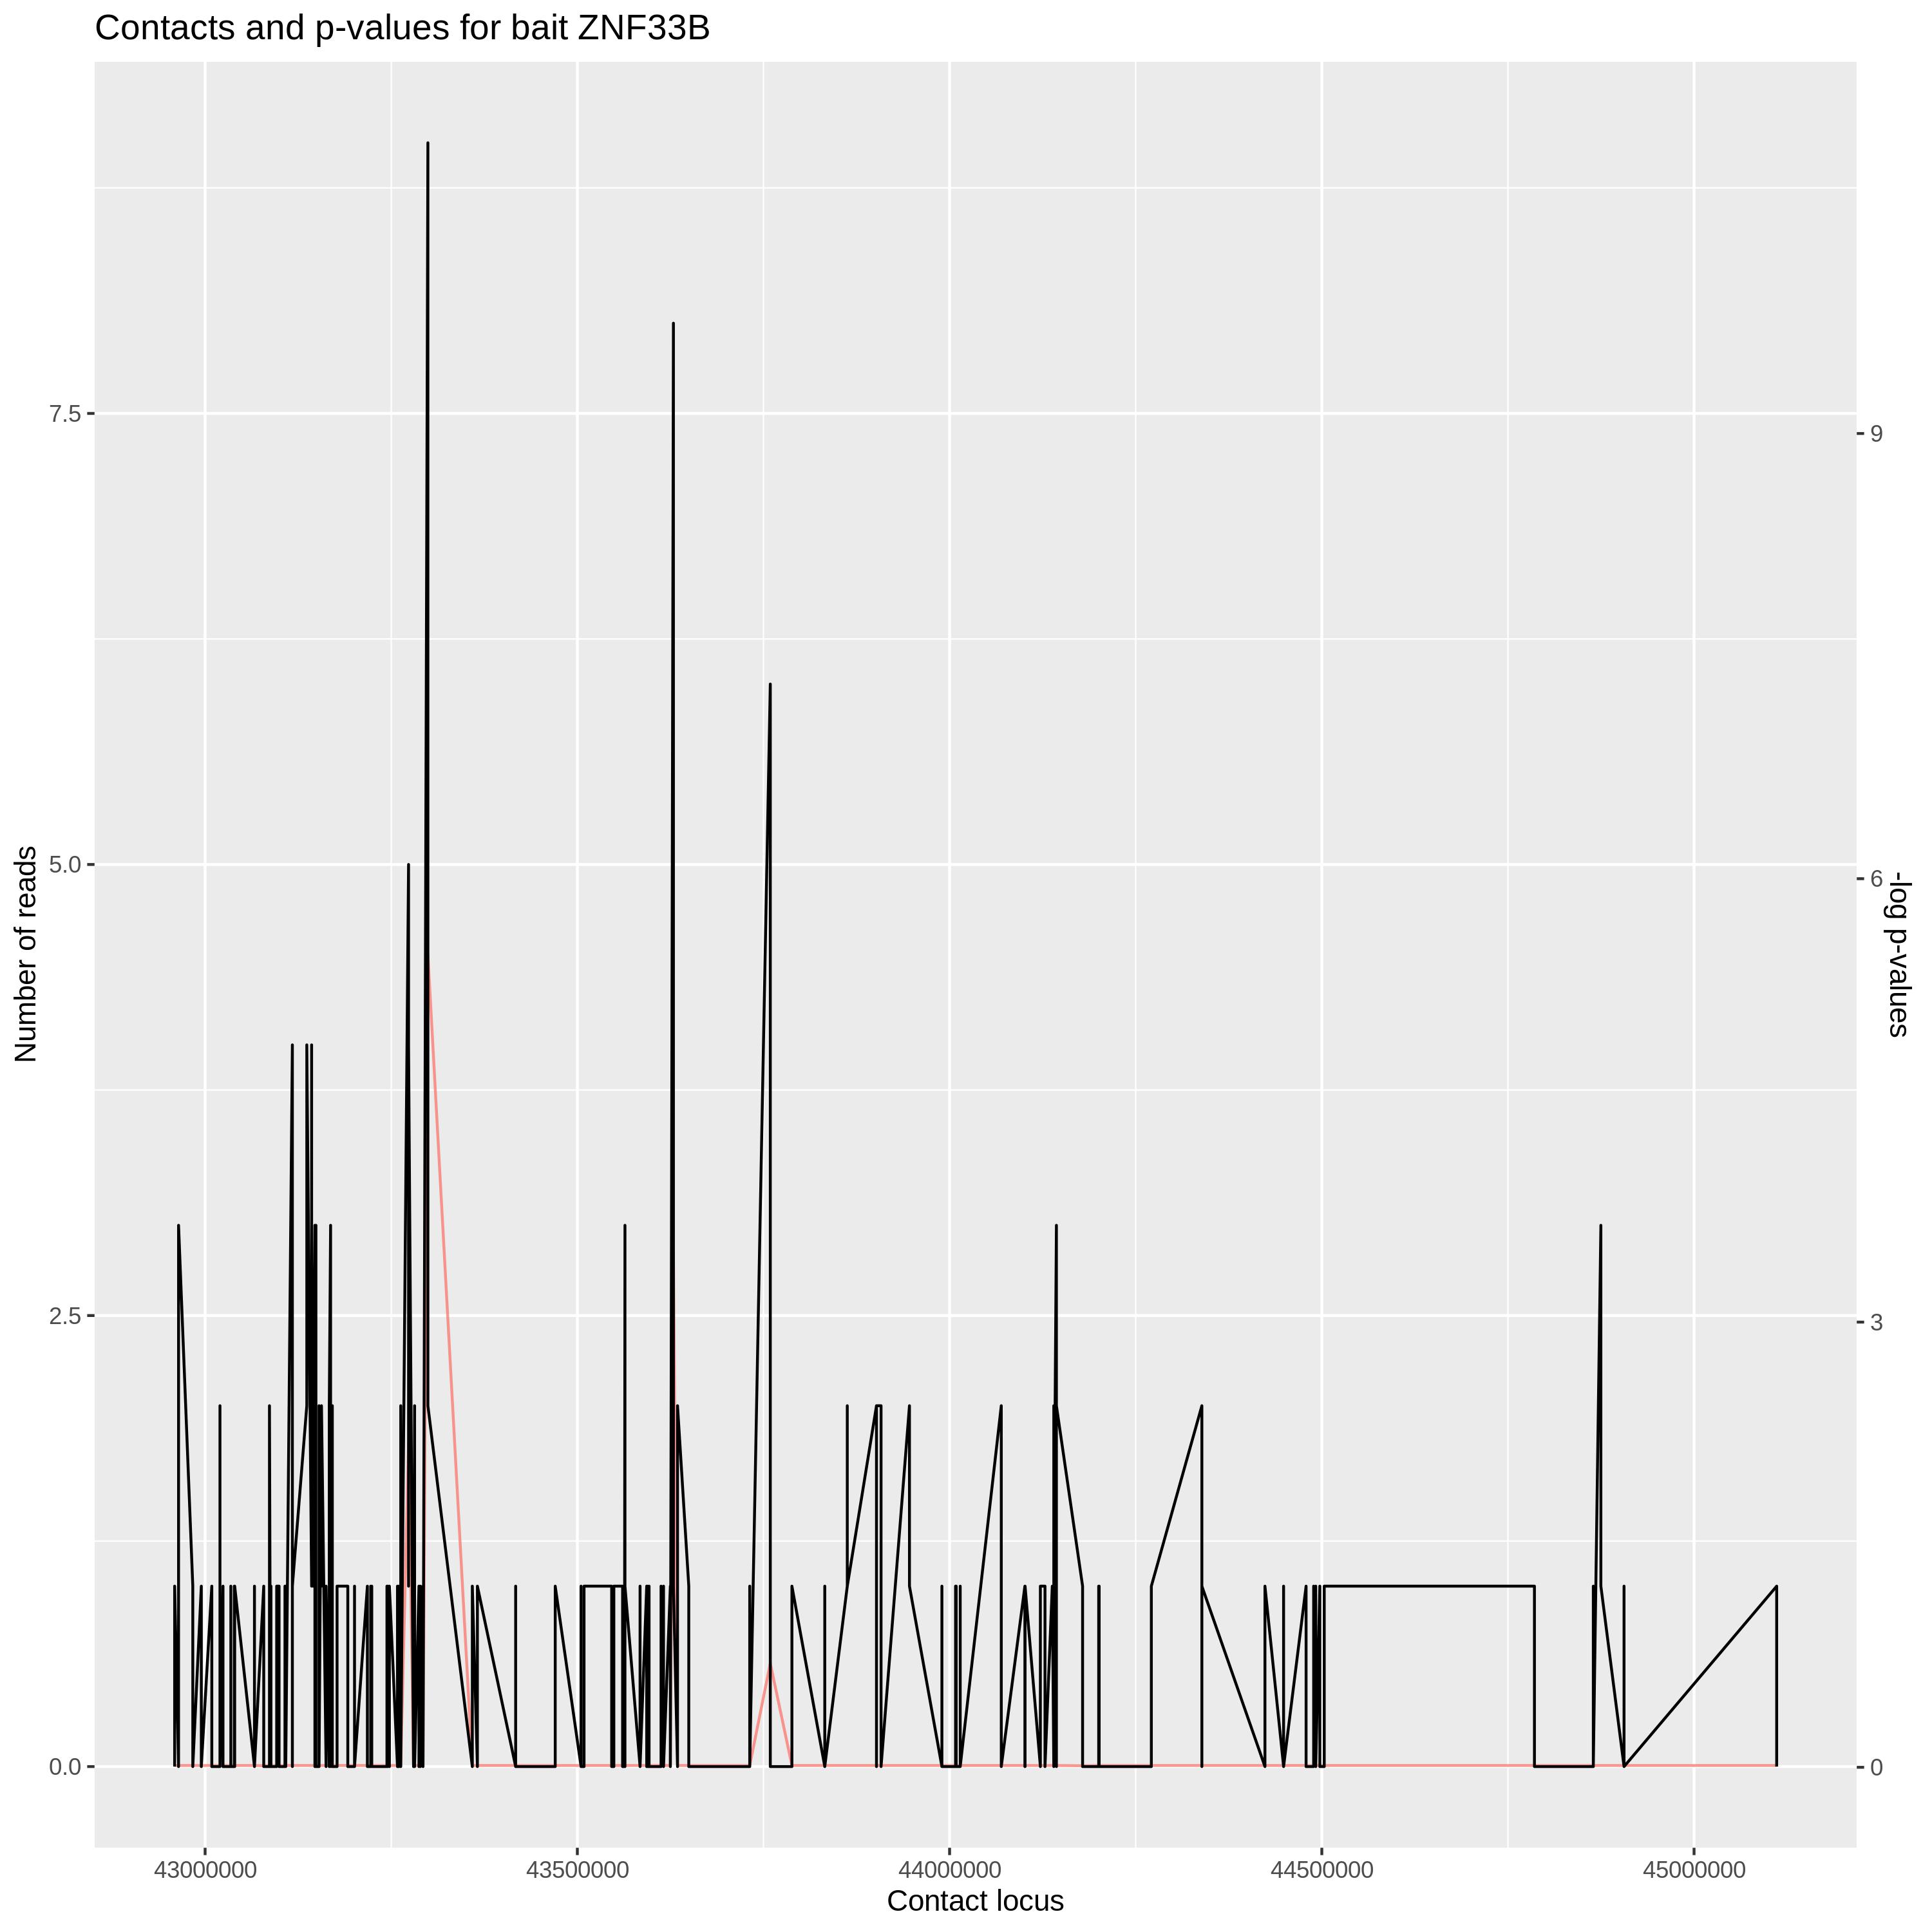 Contacts and p-values for bait ZNF33B
Number of reads
7.5
5.0
2.5
0.0
9
6
3
0
-log p-values
43000000 43500000 44000000 44500000 45000000
Contact locus